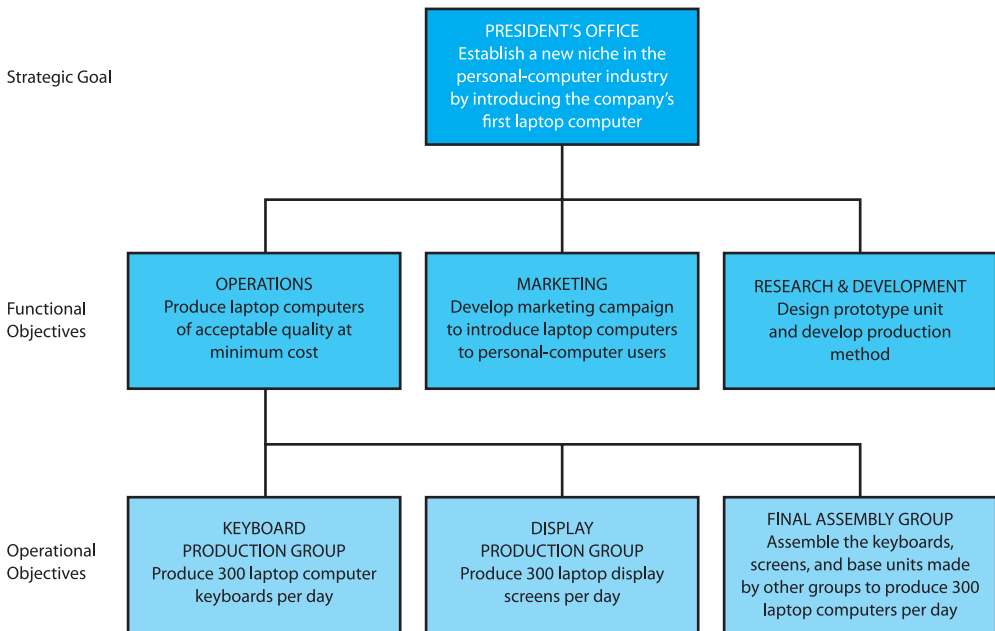 PRESIDENT'S OFFICE
Establish a new niche in the
personal-computer industry
by introducing the company's
first laptop computer
Strategic Goal
OPERATIONS
Produce laptop computers
of acceptable quality at
minimum cost
MARKETING
Develop marketing campaign
to introduce laptop computers
to personal-computer users
RESEARCH & DEVELOPMENT
Design prototype unit
and develop production
method
Functional
Objectives
KEYBOARD
PRODUCTION GROUP
Produce 300 laptop computer
keyboards per day
DISPLAY
PRODUCTION GROUP
Produce 300 laptop display
screens per day
FINAL ASSEMBLY GROUP
Assemble the keyboards,
screens, and base units made
by other groups to produce 300
laptop computers per day
Operational
Objectives